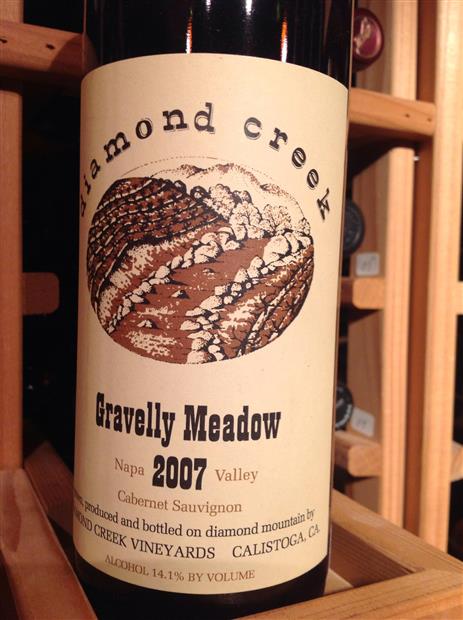 diamond creek
Gravelly Meadow
Napa 2007 Valley
Cabernet Sauvignon
produced and bottled on diamond mountain by
CREEK VINEYARDS CALISTOGA, CA.
ALCOHOL 14.1% BY VOLUME